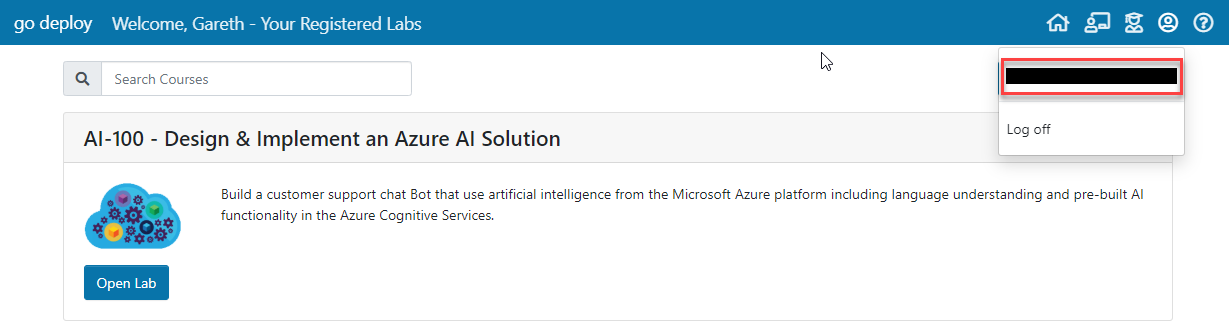 go deploy Welcome, Gareth - Your Registered Labs
Search Courses
Log off
AI-100 - Design & Implement an Azure AI Solution
Build a customer support chat Bot that use artificial intelligence from the Microsoft Azure platform including language understanding and pre-built AI
functionality in the Azure Cognitive Services.
Open Lab